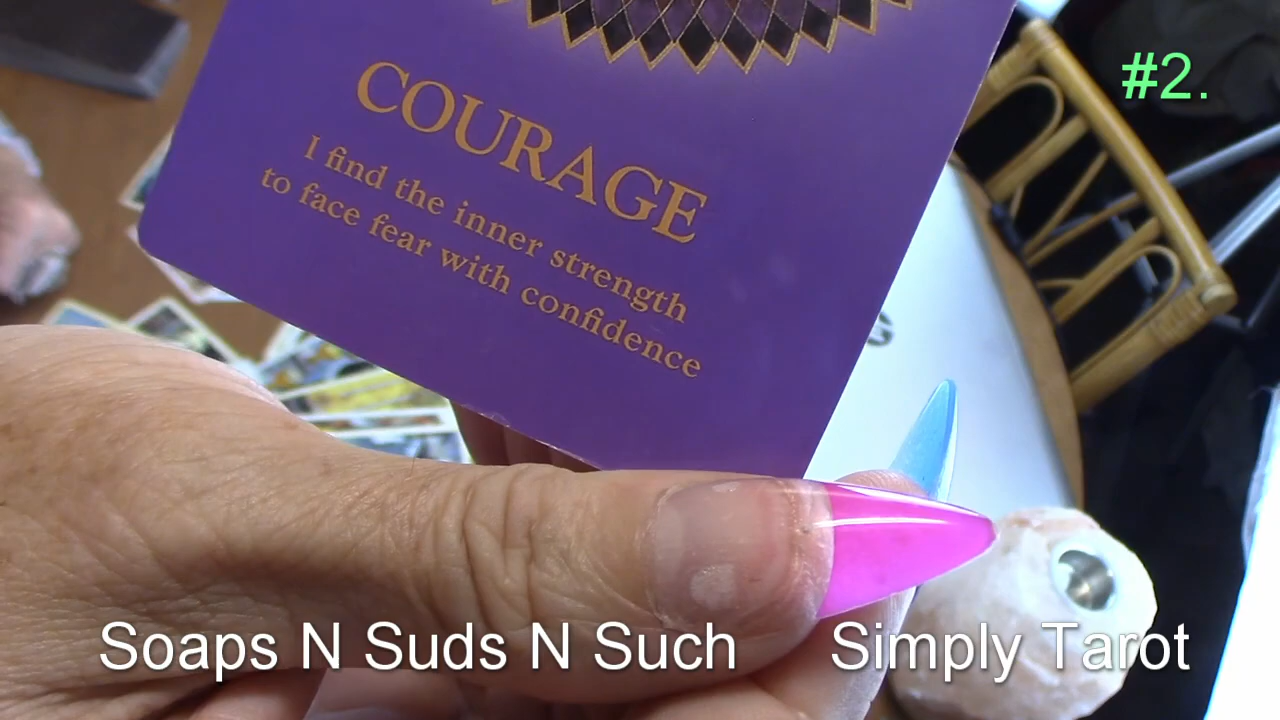 #2.
COURAGE
I find the inner strength
to face fear with confidence
Soaps N Suds N Such Simply Tarot